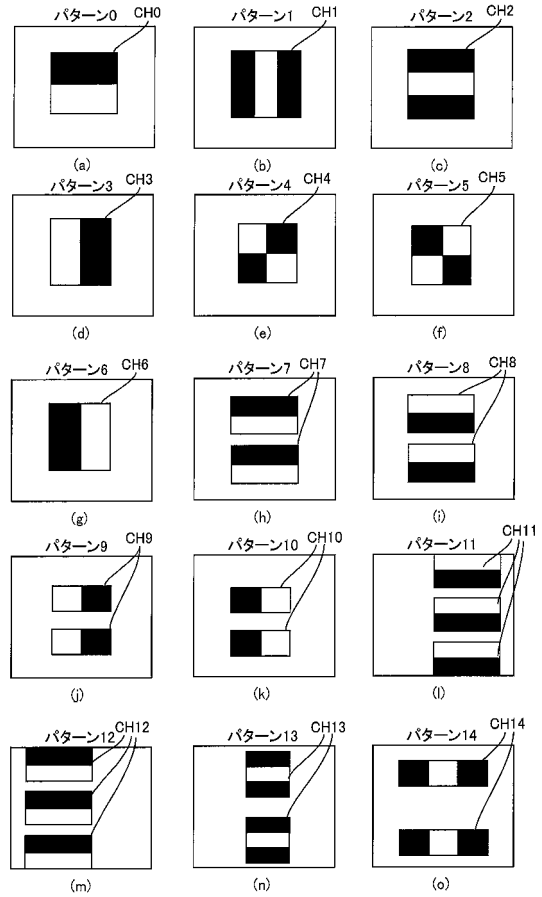 パターン0 CH0
パターン1 CH1
パターン2 CH2
(a)
(b)
(c)
パターン3 CH3
パターン4 CH4
パターン5 CH5
(d)
(e)
(f)
パターン6 CH6
パターン7 CH7
パターン8 CH8
(g)
(h)
(i)
パターン9 CH9
パターン10 CH10
パターン11 CH11
(j)
(k)
(l)
パターン12 CH12
パターン13 CH13
パターン14 CH14
(m)
(n)
(o)